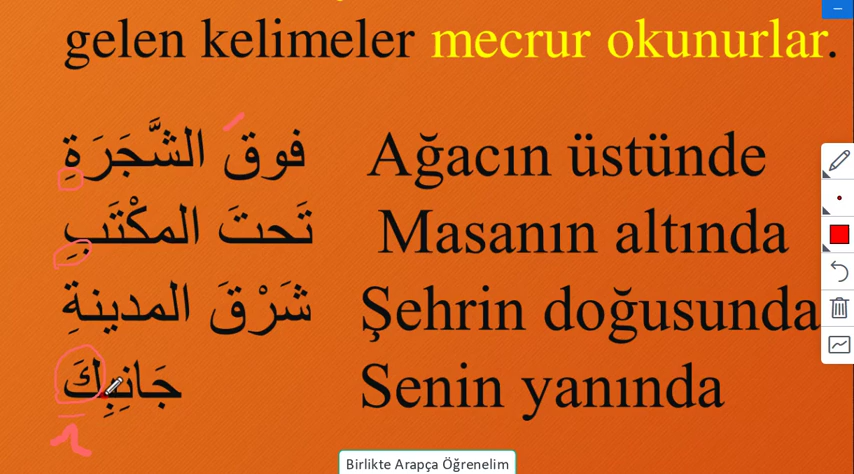 gelen kelimeler mecrur okunurlar.
فوقَ الشَّجَرَةِ Ağacın üstünde
تَحتَ المكْتَبِ Masanın altında
شَرْقَ المدينةِ Şehrin doğusunda
جَانِبِكَ Senin yanında
Birlikte Arapça Öğrenelim